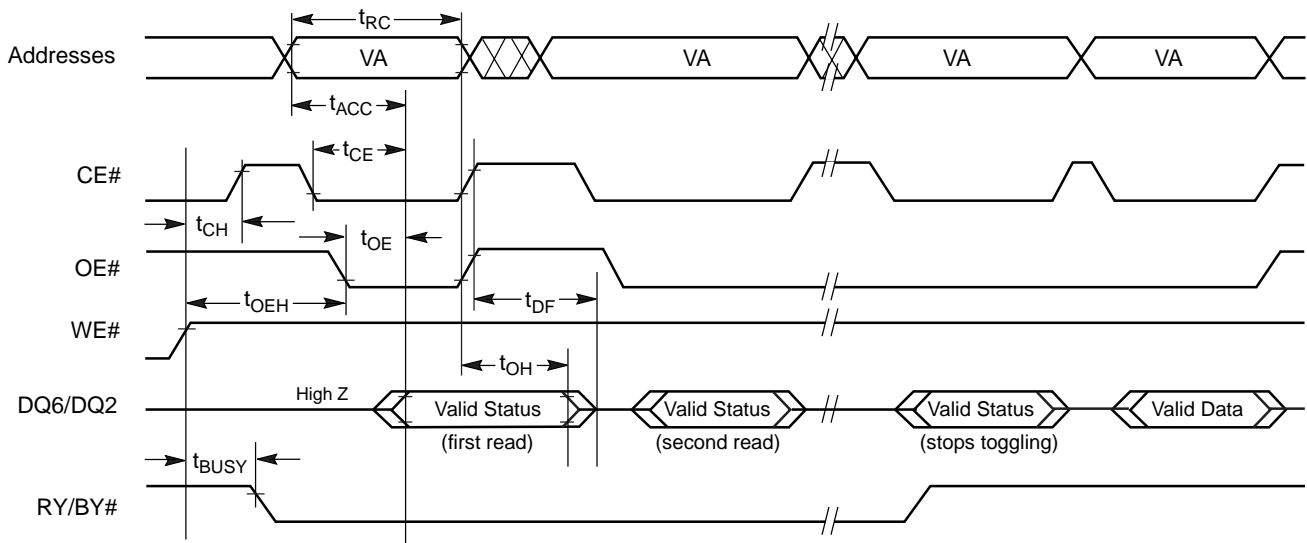 tRC
Addresses VA VA VA VA
tACC
tCE
CE#
tCH
tOE
OE#
tOEH
tDF
WE#
tOH
High Z
DQ6/DQ2 Valid Status Valid Status Valid Status Valid Data
(first read) (second read) (stops toggling)
tBUSY
RY/BY#